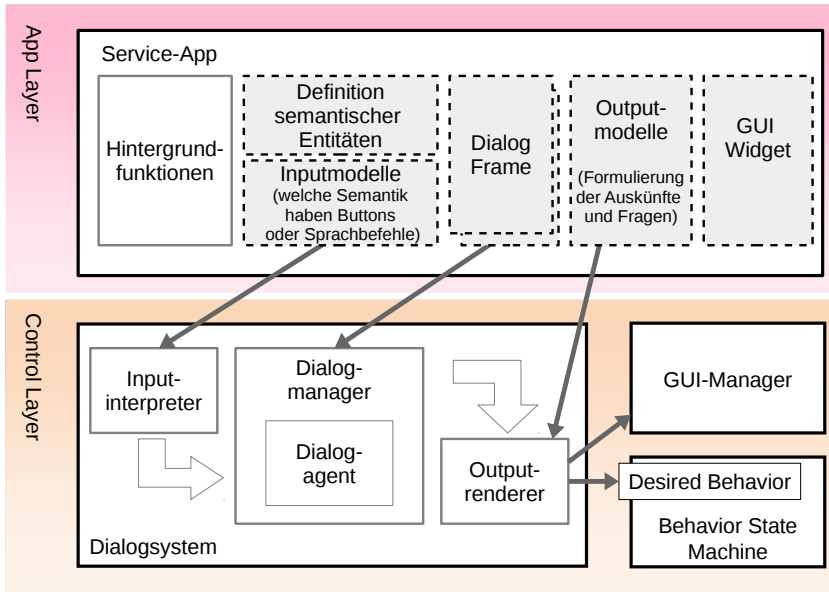 App Layer
Service-App
Hintergrund-
funktionen
Definition
semantischer
Entitäten
Inputmodelle
(welche Semantik
haben Buttons
oder Sprachbefehle)
Dialog
Frame
Output-
modelle
(Formulierung
der Auskünfte
und Fragen)
GUI
Widget
Control Layer
Input-
interpreter
Dialog-
manager
Dialog-
agent
Output-
renderer
Dialogsystem
GUI-Manager
Desired Behavior
Behavior State
Machine